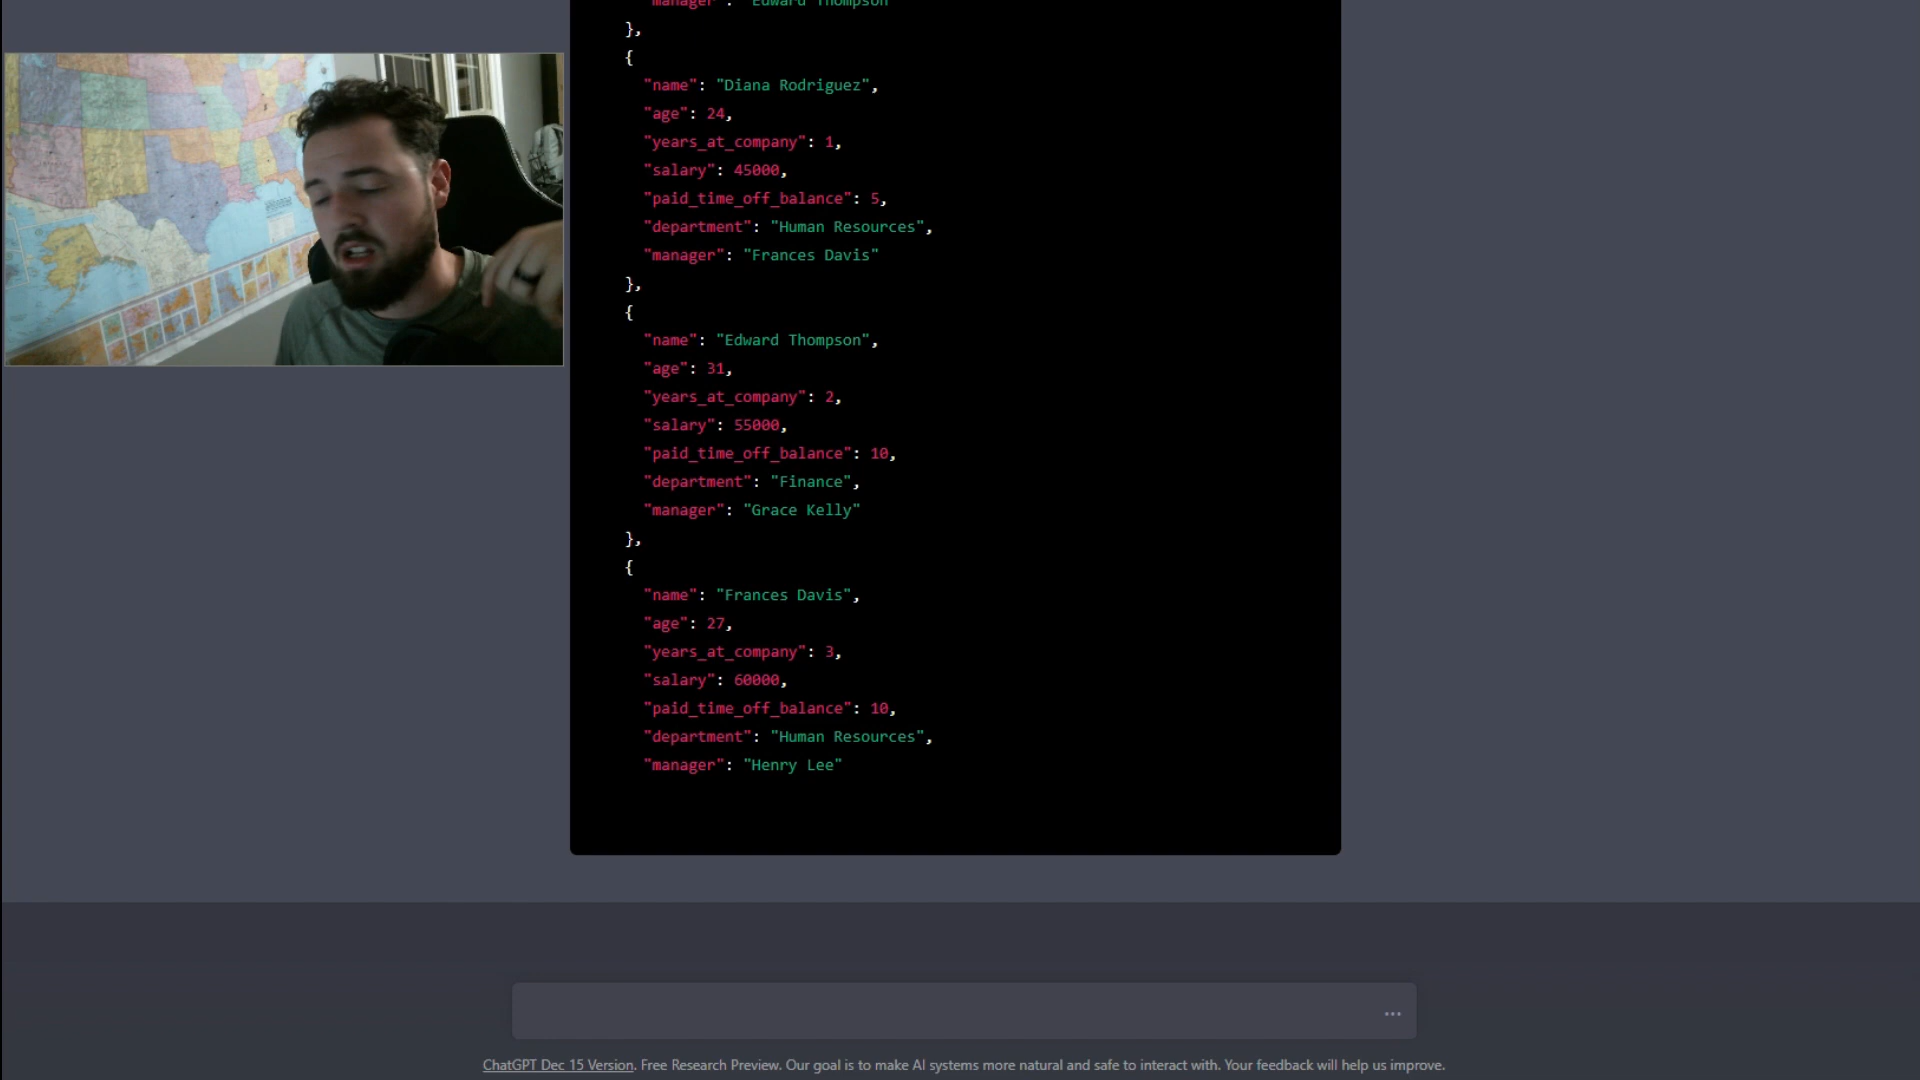 "manager": "Edward Thompson"
},
{
"name": "Diana Rodriguez",
"age": 24,
"years_at_company": 1,
"salary": 45000,
"paid_time_off_balance": 5,
"department": "Human Resources",
"manager": "Frances Davis"
},
{
"name": "Edward Thompson",
"age": 31,
"years_at_company": 2,
"salary": 55000,
"paid_time_off_balance": 10,
"department": "Finance",
"manager": "Grace Kelly"
},
{
"name": "Frances Davis",
"age": 27,
"years_at_company": 3,
"salary": 60000,
"paid_time_off_balance": 10,
"department": "Human Resources",
"manager": "Henry Lee"
...
ChatGPT Dec 15 Version. Free Research Preview. Our goal is to make AI systems more natural and safe to interact with. Your feedback will help us improve.